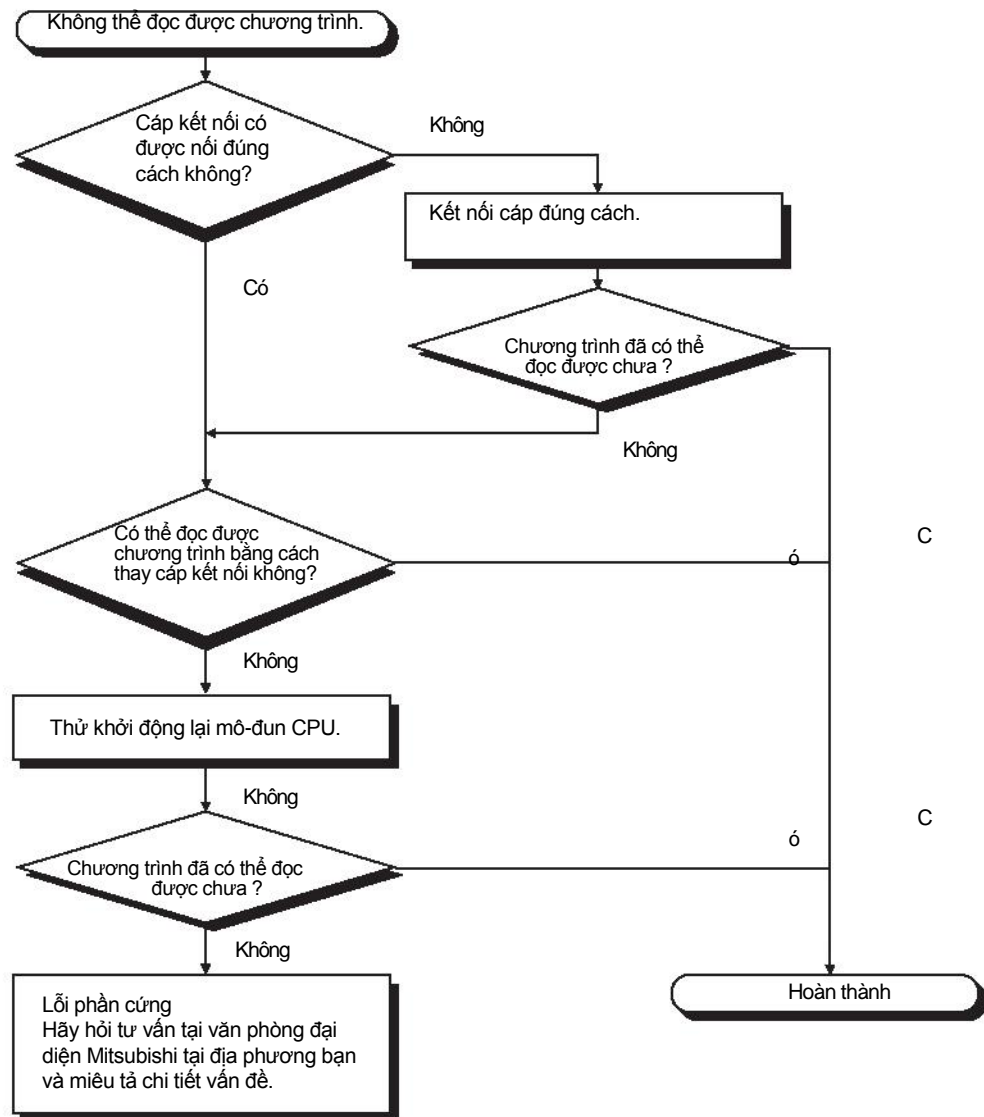 Không thể đọc được chương trình.
Cáp kết nối có
được nối đúng
cách không?
Không
Kết nối cáp đúng cách.
Có
Chương trình đã có thể
đọc được chưa ?
Không
Có thể đọc được
chương trình bằng cách
thay cáp kết nối không?
C
ó
Không
Thử khởi động lại mô-đun CPU.
Không
C
ó
Chương trình đã có thể đọc
được chưa ?
Không
Lỗi phần cứng
Hãy hỏi tư vấn tại văn phòng đại
diện Mitsubishi tại địa phương bạn
và miêu tả chi tiết vấn đề.
Hoàn thành